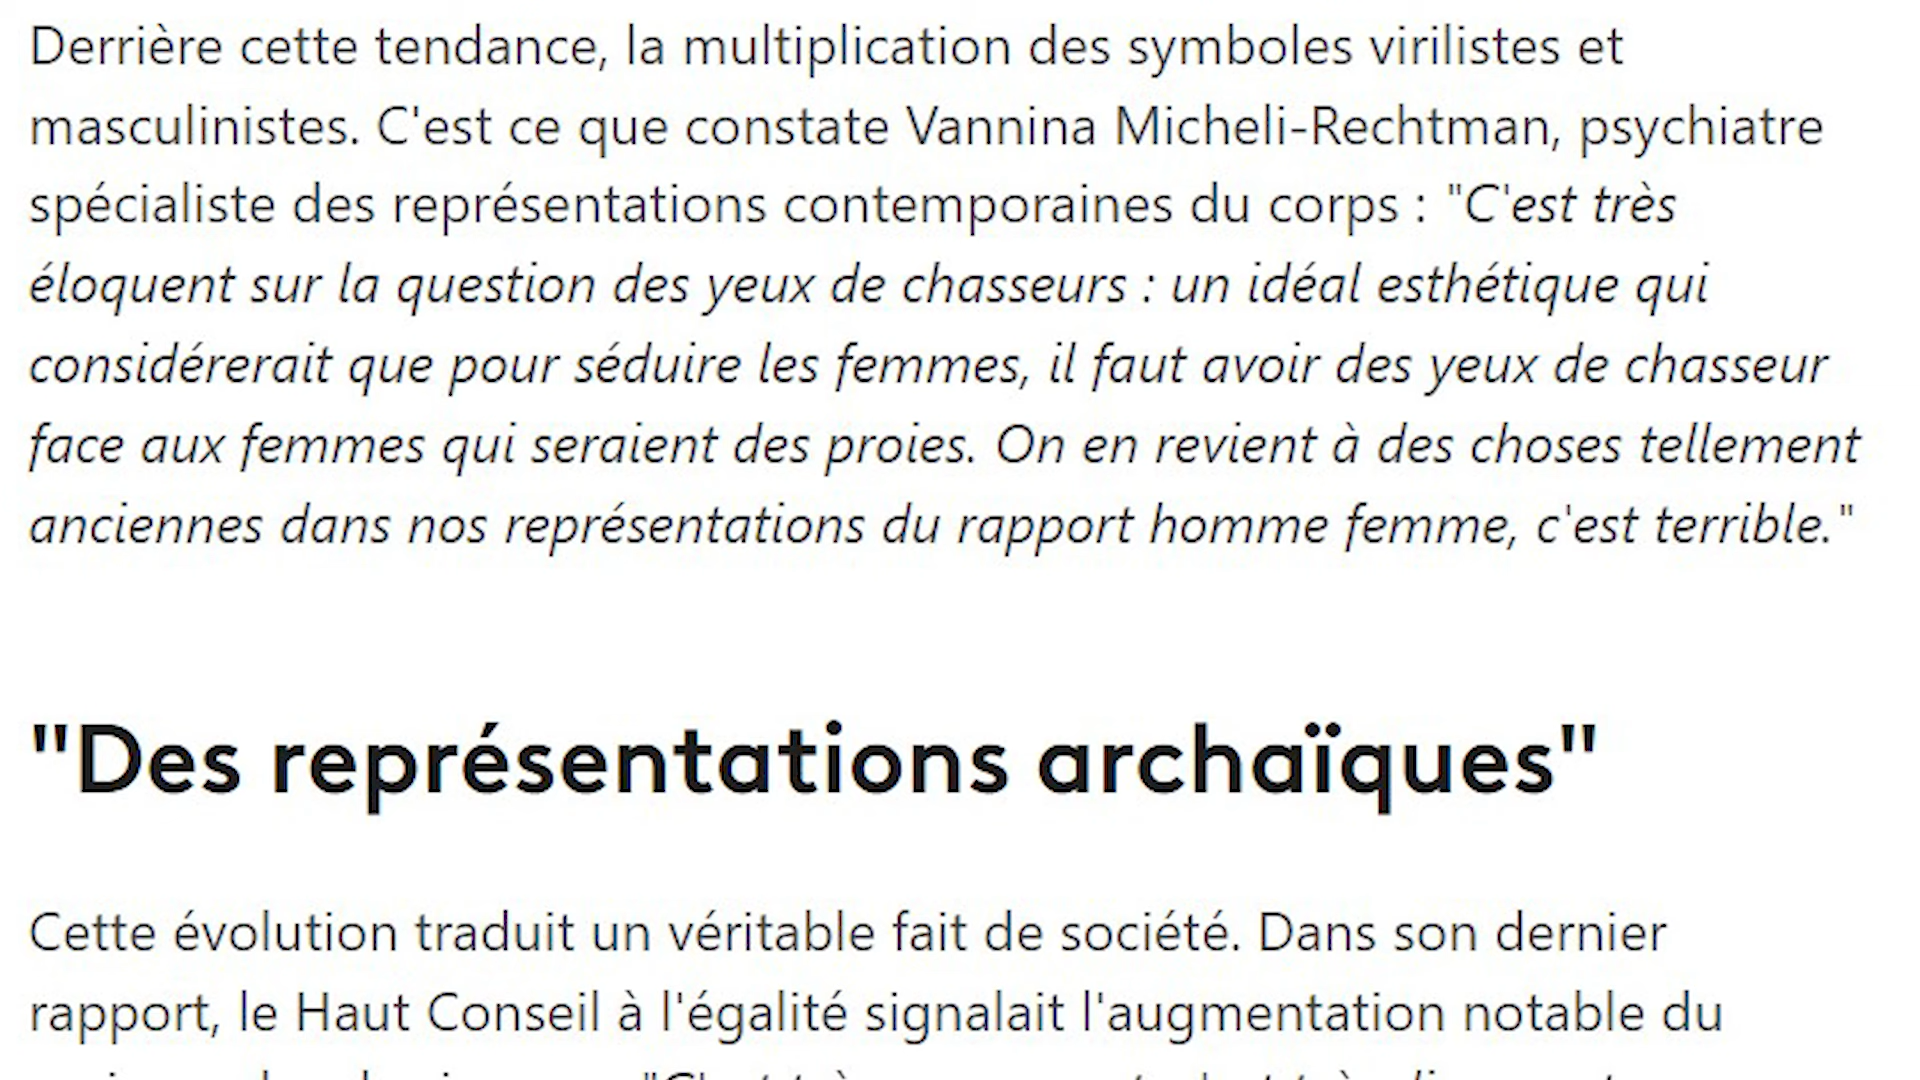 Derrière cette tendance, la multiplication des symboles virilistes et
masculinistes. C'est ce que constate Vannina Micheli-Rechtman, psychiatre
spécialiste des représentations contemporaines du corps : "C'est très
éloquent sur la question des yeux de chasseurs : un idéal esthétique qui
considérerait que pour séduire les femmes, il faut avoir des yeux de chasseur
face aux femmes qui seraient des proies. On en revient à des choses tellement
anciennes dans nos représentations du rapport homme femme, c'est terrible."
"Des représentations archaïques"
Cette évolution traduit un véritable fait de société. Dans son dernier
rapport, le Haut Conseil à l'égalité signalait l'augmentation notable du